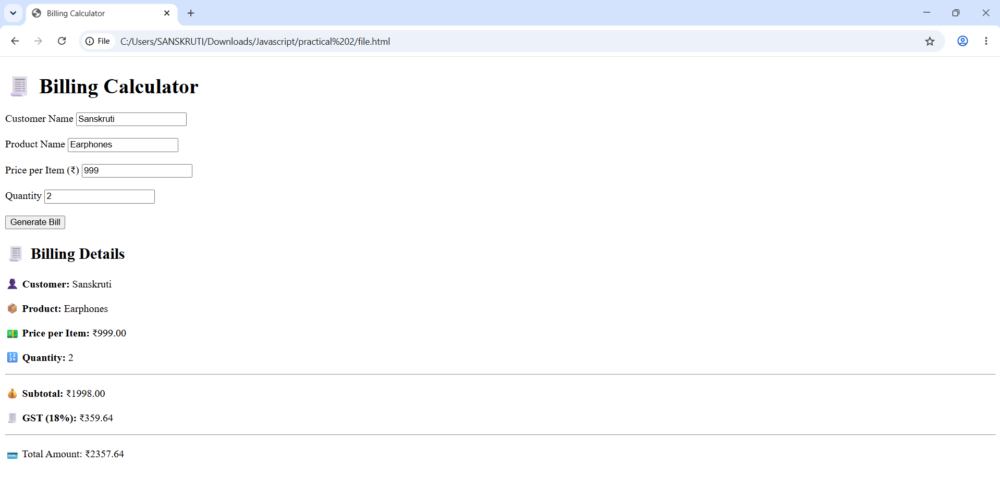 Billing Calculator
File C:/Users/SANSKRUTI/Downloads/Javascript/practical%202/file.html
Billing Calculator
Customer Name Sanskruti
Product Name Earphones
Price per Item (₹) 999
Quantity 2
Generate Bill
Billing Details
Customer: Sanskruti
Product: Earphones
Price per Item: ₹999.00
Quantity: 2
Subtotal: ₹1998.00
GST (18%): ₹359.64
Total Amount: ₹2357.64